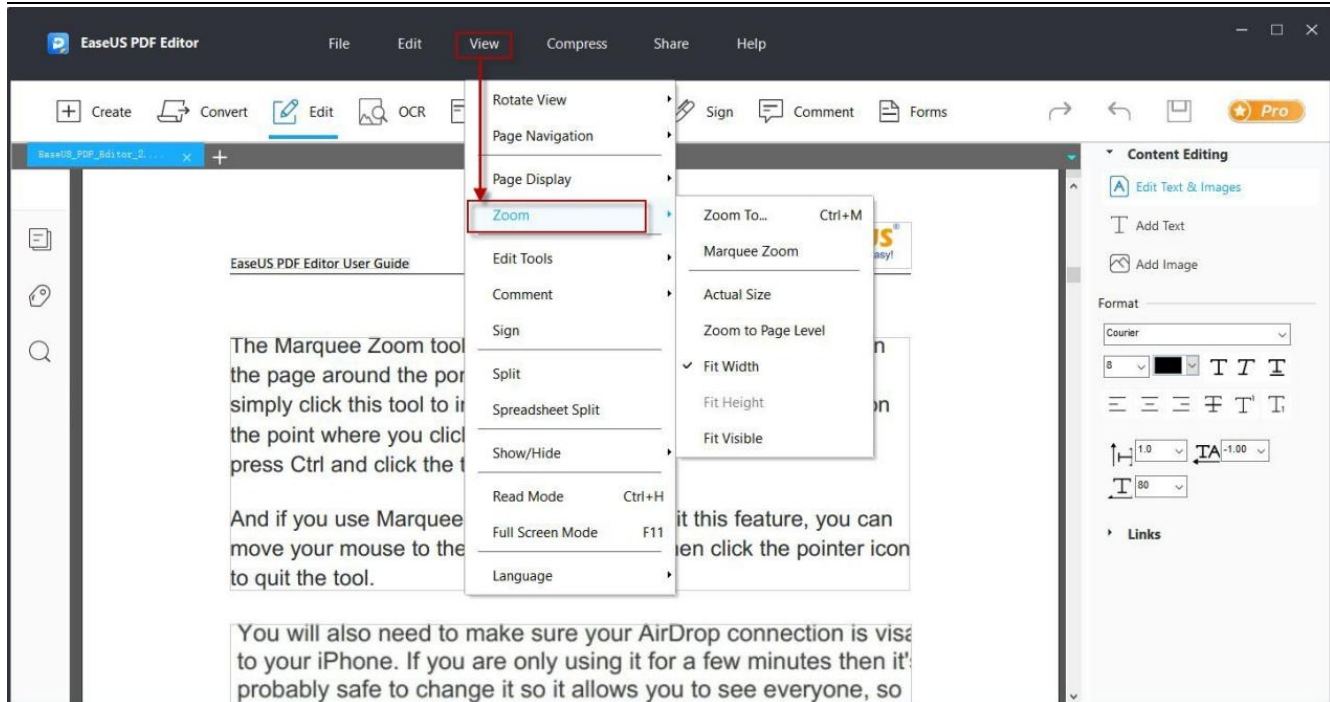 EaseUS PDF Editor File Edit View Compress Share Help
Create Convert Edit OCR Sign Comment Forms Pro
EaseUS_PDF_Editor_2....
Rotate View
Page Navigation
Page Display
Zoom
Edit Tools
Comment
Sign
Split
Spreadsheet Split
Show/Hide
Read Mode Ctrl+H
Full Screen Mode F11
Language
Zoom To... Ctrl+M
Marquee Zoom
Actual Size
Zoom to Page Level
Fit Width
Fit Height
Fit Visible
US®
asy!
EaseUS PDF Editor User Guide
The Marquee Zoom tool n
the page around the
simply click this tool to on
the point where you
press Ctrl and click the
And if you use Marquee it this feature, you can
move your mouse to the click the pointer icon
to quit the tool.
You will also need to make sure your AirDrop connection is
to your iPhone. If you are only using it for a few minutes then
probably safe to change it so it allows you to see everyone, so
Content Editing
Edit Text & Images
Add Text
Add Image
Format
Courier
8
1.0 -1.00
80
Links